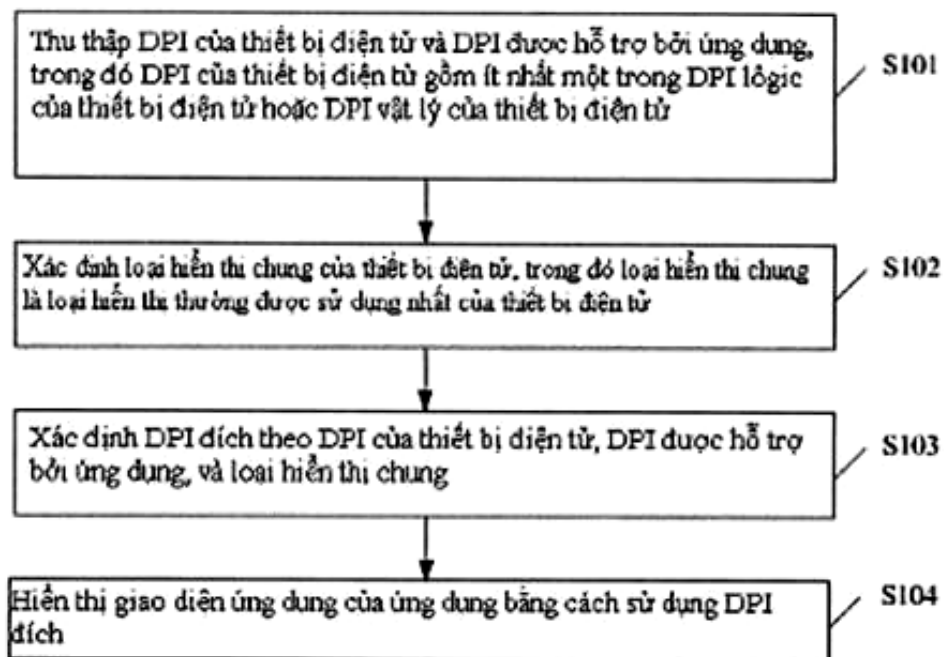 Thu thập DPI của thiết bị điện tử và DPI được hỗ trợ bởi ứng dụng,
trong đó DPI của thiết bị điện tử gồm ít nhất một trong DPI lôgic
của thiết bị điện tử hoặc DPI vật lý của thiết bị điện tử
S101
Xác định loại hiển thị chung của thiết bị điện tử, trong đó loại hiển thị chung
là loại hiển thị thường được sử dụng nhất của thiết bị điện tử
S102
Xác định DPI đích theo DPI của thiết bị điện tử, DPI được hỗ trợ
bởi ứng dụng, và loại hiển thị chung
S103
Hiển thị giao diện ứng dụng của ứng dụng bằng cách sử dụng DPI
đích
S104